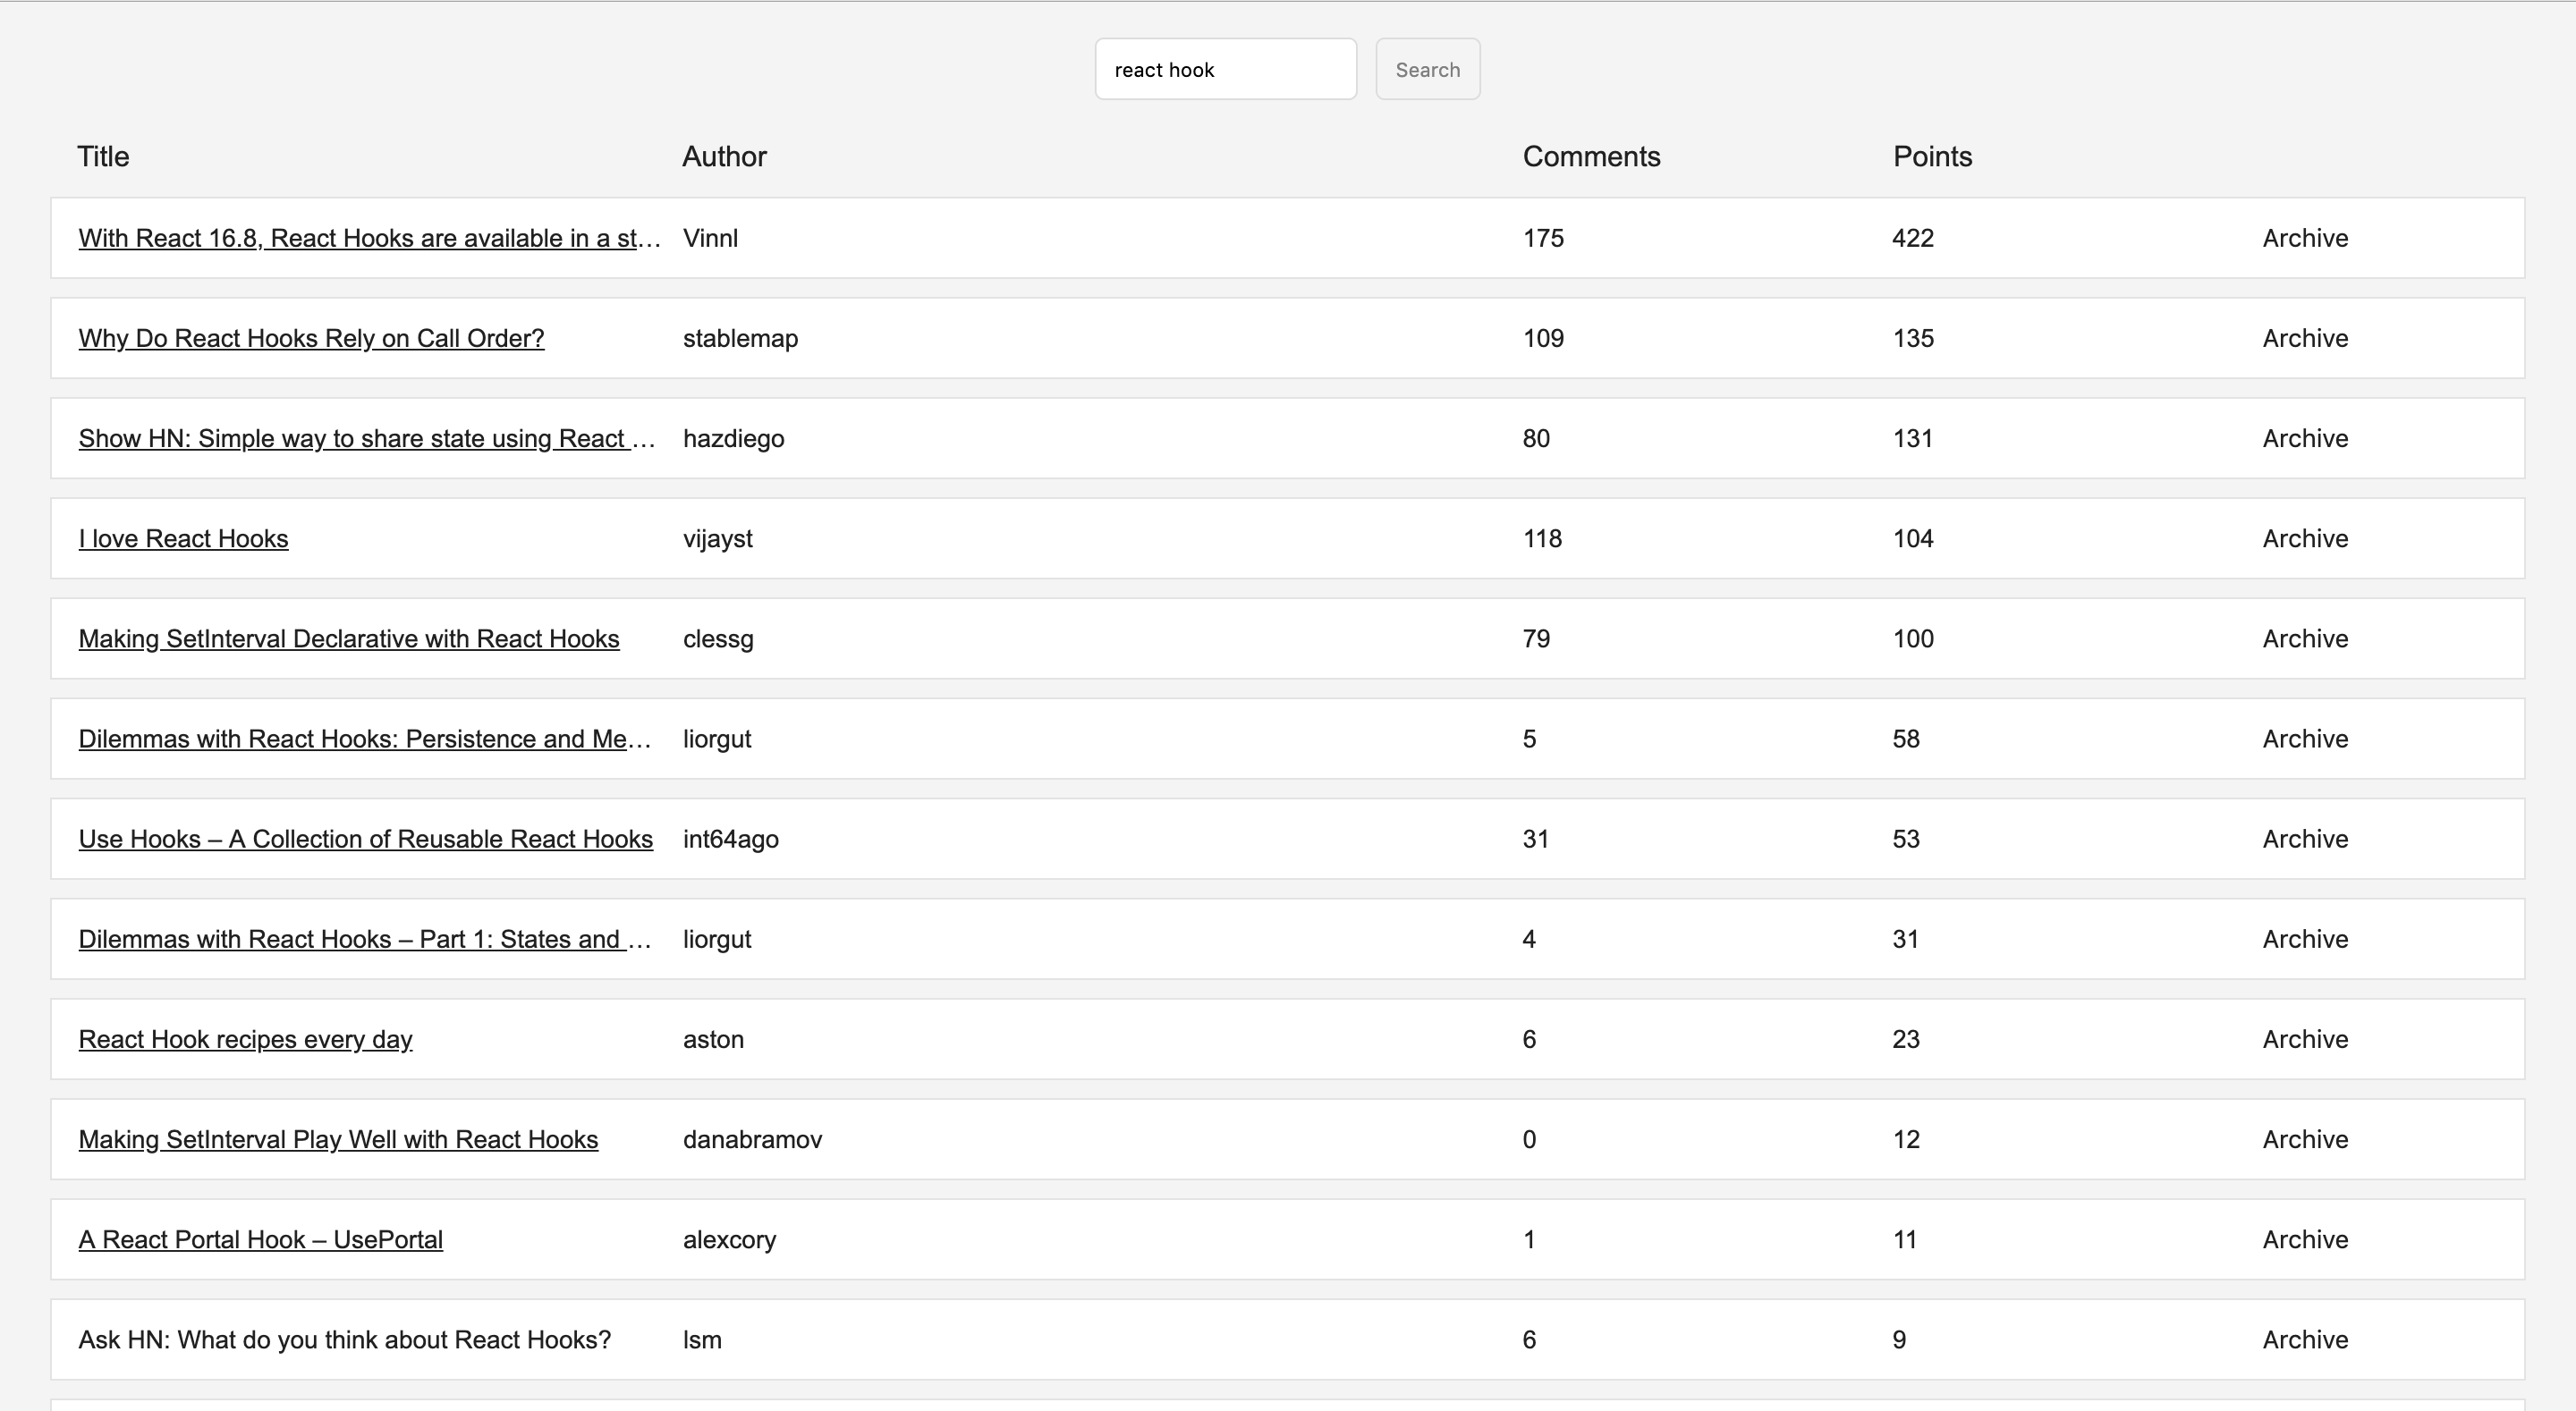 react hook Search
Title Author Comments Points
With React 16.8, React Hooks are available in a st... Vinnl 175 422 Archive
Why Do React Hooks Rely on Call Order? stablemap 109 135 Archive
Show HN: Simple way to share state using React ... hazdiego 80 131 Archive
I love React Hooks vijayst 118 104 Archive
Making SetInterval Declarative with React Hooks clessg 79 100 Archive
Dilemmas with React Hooks: Persistence and Me... liorgut 5 58 Archive
Use Hooks – A Collection of Reusable React Hooks int64ago 31 53 Archive
Dilemmas with React Hooks – Part 1: States and ... liorgut 4 31 Archive
React Hook recipes every day aston 6 23 Archive
Making SetInterval Play Well with React Hooks danabramov 0 12 Archive
A React Portal Hook – UsePortal alexcory 1 11 Archive
Ask HN: What do you think about React Hooks? lsm 6 9 Archive